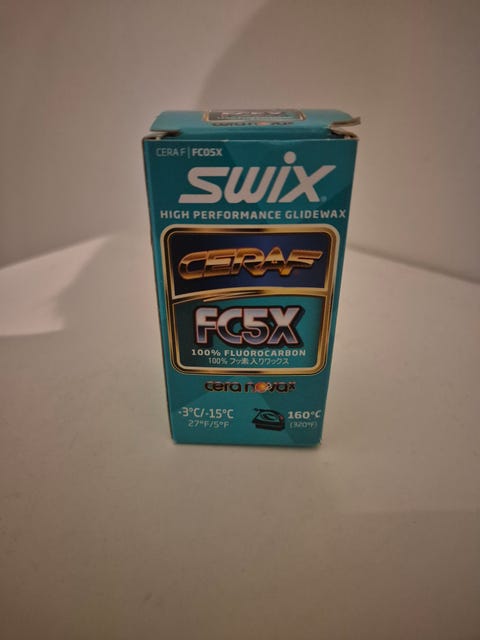 CERA F | FC05X
SWIX
HIGH PERFORMANCE GLIDEWAX
CERAF
FC5X
100% FLUOROCARBON
100% フッ素入りワックス
cera novax
-3°C/-15°C
27°F/5°F
160°C
(320°F)